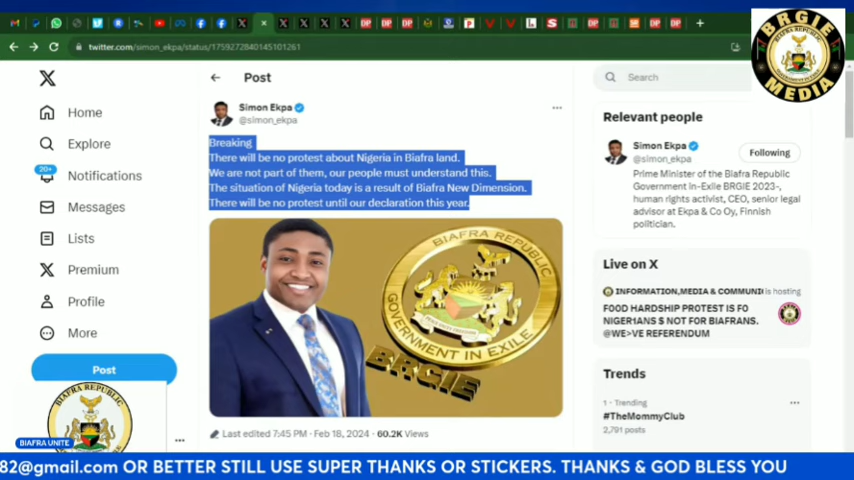 BRGIE
MEDIA
twitter.com/simon_ekpa/status/1759272840145101261
Post
Search
Home
Explore
20+
Notifications
Messages
Lists
Premium
Profile
More
Post
Simon Ekpa
@simon_ekpa
Breaking
There will be no protest about Nigeria in Biafra land.
We are not part of them, our people must understand this.
The situation of Nigeria today is a result of Biafra New Dimension.
There will be no protest until our declaration this year.
BIAFRA REPUBLIC
GOVERNMENT IN EXILE
BRGIE
Last edited 7:45 PM · Feb 18, 2024 · 60.2K Views
Relevant people
Simon Ekpa
@simon_ekpa
Following
Prime Minister of the Biafra Republic
Government In-Exile BRGIE 2023-,
human rights activist, CEO, senior legal
advisor at Ekpa & Co Oy, Finnish
politician.
Live on X
INFORMATION,MEDIA & COMMUNI is hosting
FOOD HARDSHIP PROTEST IS FO
NIGERIANS $ NOT FOR BIAFRANS.
@WE>VE REFERENDUM
Trends
1 · Trending
#TheMommyClub
2,791 posts
BIAFRA REPUBLIC
BIAFRA UNITE
82@gmail.com OR BETTER STILL USE SUPER THANKS OR STICKERS. THANKS & GOD BLESS YOU